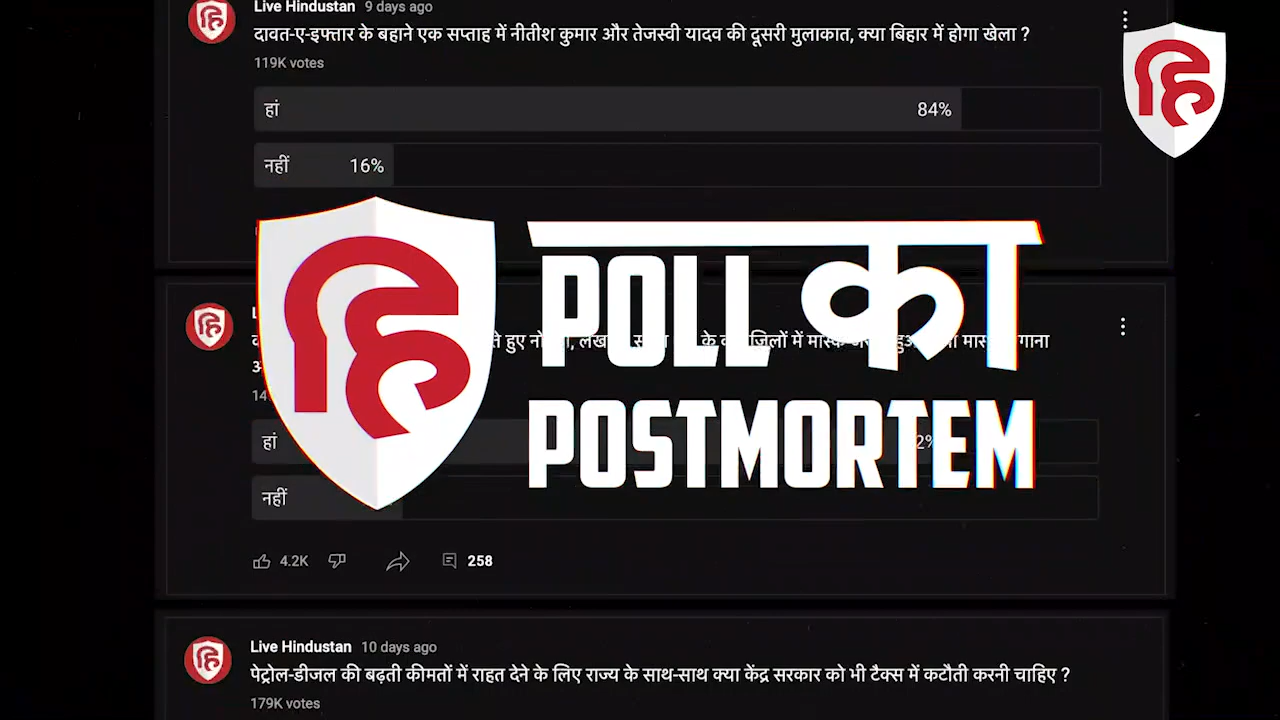 Live Hindustan 9 days ago
दावत-ए-इफ्तार के बहाने एक सप्ताह में नीतीश कुमार और तेजस्वी यादव की दूसरी मुलाकात, क्या बिहार में होगा खेला ?
119K votes
हां 84%
नहीं 16%
हि
POLL का
POSTMORTEM
हुए
में
हां
नहीं
4.2K 258
Live Hindustan 10 days ago
पेट्रोल-डीजल की बढ़ती कीमतों में राहत देने के लिए राज्य के साथ-साथ क्या केंद्र सरकार को भी टैक्स में कटौती करनी चाहिए ?
179K votes